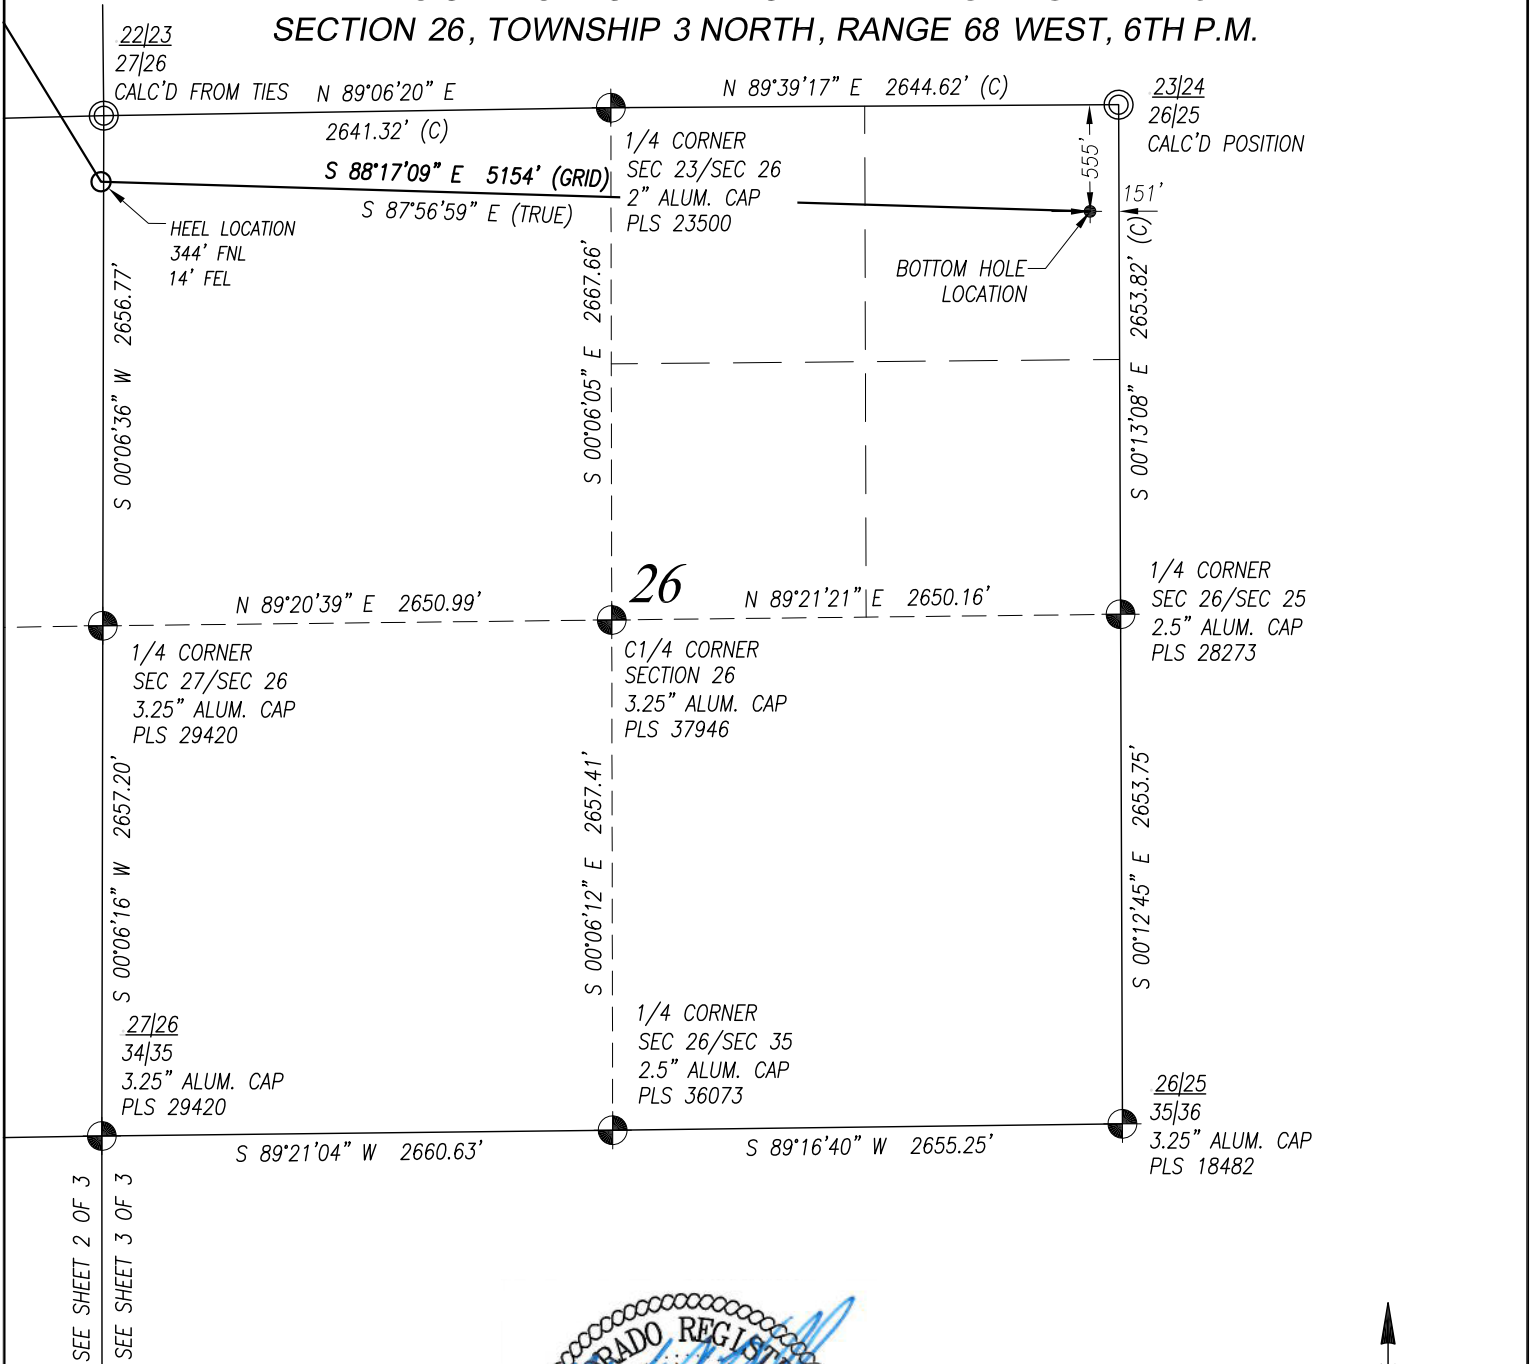 SECTION 26, TOWNSHIP 3 NORTH, RANGE 68 WEST, 6TH P.M.
22|23
27|26
CALC'D FROM TIES
N 89°06'20" E
2641.32' (C)
N 89°39'17" E 2644.62' (C)
23|24
26|25
CALC'D POSITION
1/4 CORNER
SEC 23/SEC 26
2" ALUM. CAP
PLS 23500
S 88°17'09" E 5154' (GRID)
S 87°56'59" E (TRUE)
555'
151'
HEEL LOCATION
344' FNL
14' FEL
BOTTOM HOLE
LOCATION
S 00°06'36" W 2656.77'
S 00°06'05" E 2667.66'
S 00°13'08" E 2653.82' (C)
26
N 89°20'39" E 2650.99'
N 89°21'21" E 2650.16'
1/4 CORNER
SEC 26/SEC 25
2.5" ALUM. CAP
PLS 28273
1/4 CORNER
SEC 27/SEC 26
3.25" ALUM. CAP
PLS 29420
C1/4 CORNER
SECTION 26
3.25" ALUM. CAP
PLS 37946
S 00°06'16" W 2657.20'
S 00°06'12" E 2657.41'
S 00°12'45" E 2653.75'
27|26
34|35
3.25" ALUM. CAP
PLS 29420
1/4 CORNER
SEC 26/SEC 35
2.5" ALUM. CAP
PLS 36073
26|25
35|36
3.25" ALUM. CAP
PLS 18482
S 89°21'04" W 2660.63'
S 89°16'40" W 2655.25'
SEE SHEET 2 OF 3
SEE SHEET 3 OF 3
RADO REGIST